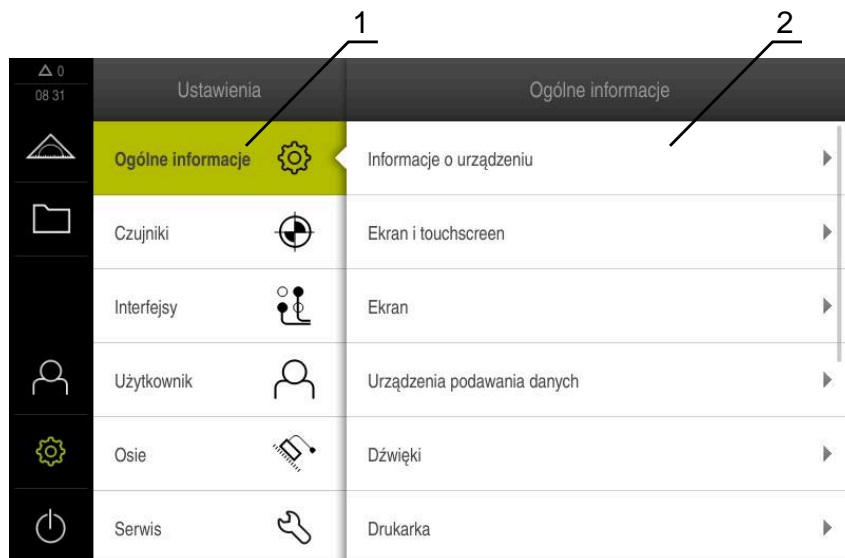 1
2
0
08 31
Ustawienia
Ogólne informacje
Ogólne informacje
Informacje o urządzeniu
Czujniki
Ekran i touchscreen
Interfejsy
Ekran
Użytkownik
Urządzenia podawania danych
Osie
Dźwięki
Serwis
Drukarka